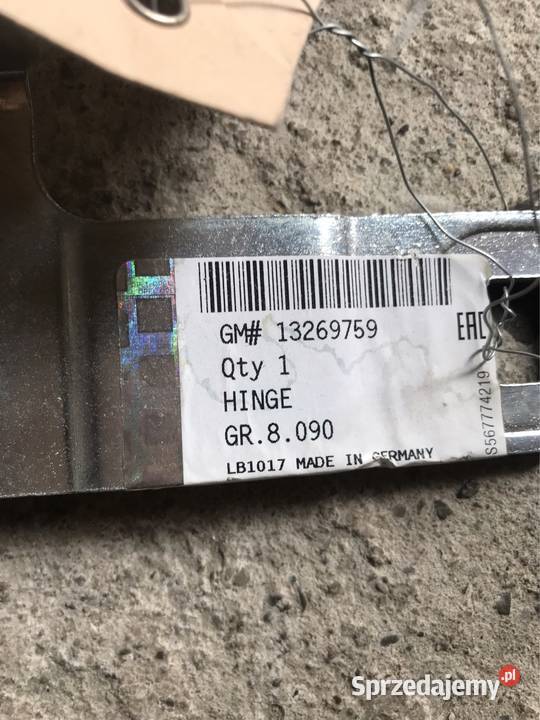 GM# 13269759
Qty 1
HINGE
GR.8.090
LB1017 MADE IN GERMANY
EAC
S567774219
Sprzedajemy.pl